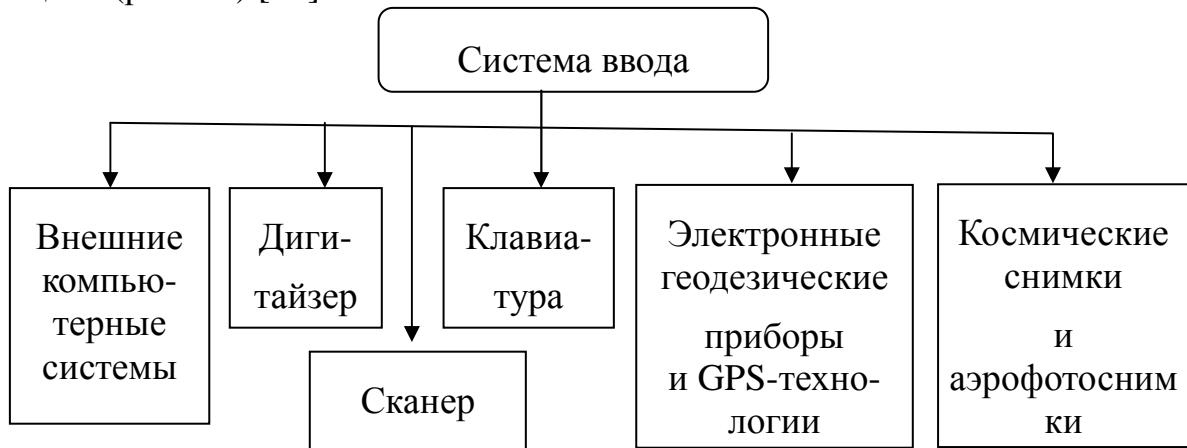 Система ввода
Внешние
компью-
терные
системы
Диги-
тайзер
Сканер
Клавиа-
тура
Электронные
геодезические
приборы
и GPS-техно-
логии
Космические
снимки
и
аэрофотосним
ки